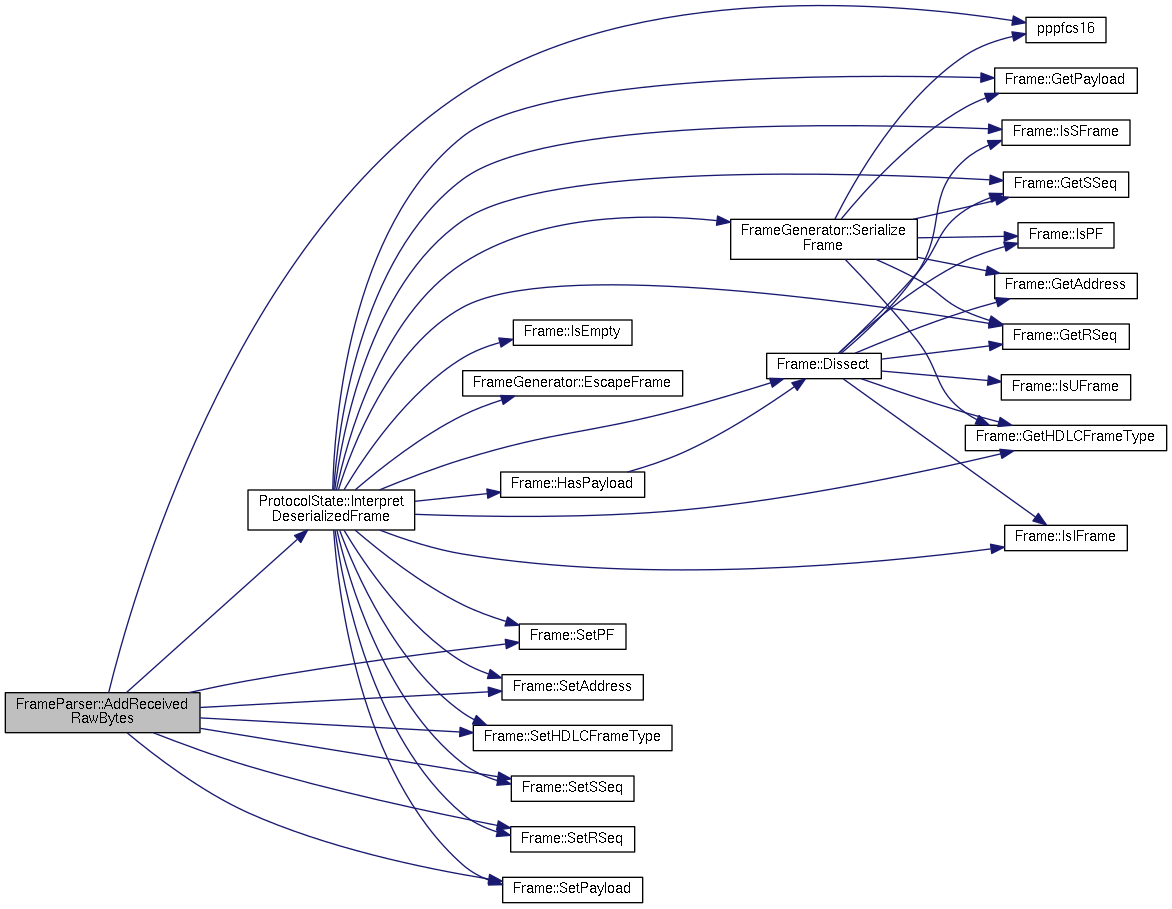 pppfcs16
Frame::GetPayload
Frame::IsSFrame
Frame::GetSSeq
FrameGenerator::Serialize
Frame
Frame::IsPF
Frame::GetAddress
Frame::IsEmpty
Frame::GetRSeq
Frame::Dissect
FrameGenerator::EscapeFrame
Frame::IsUFrame
Frame::GetHDLCFrameType
Frame::HasPayload
ProtocolState::Interpret
DeserializedFrame
Frame::IsIFrame
Frame::SetPF
Frame::SetAddress
FrameParser::AddReceived
RawBytes
Frame::SetHDLCFrameType
Frame::SetSSeq
Frame::SetRSeq
Frame::SetPayload